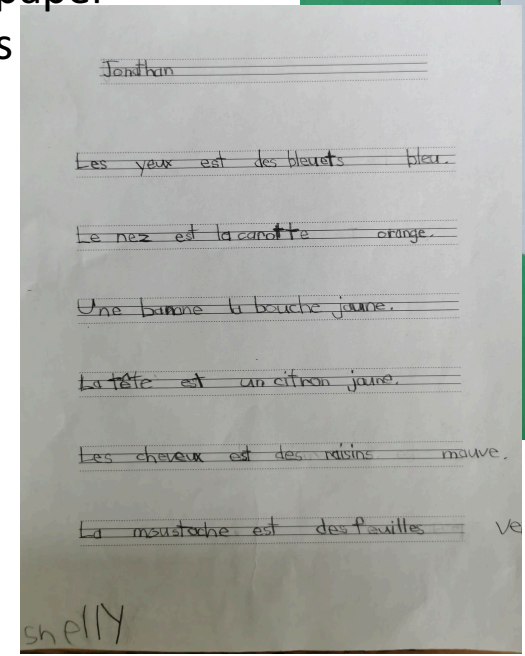 paper
s
Jonathan
Les yeux est des bleuets bleu.
Le nez est la carotte orange.
Une banane la bouche jaune.
La tête est un citron jaune.
Les cheveux est des raisins mauve.
La moustache est des feuilles ve
shelly